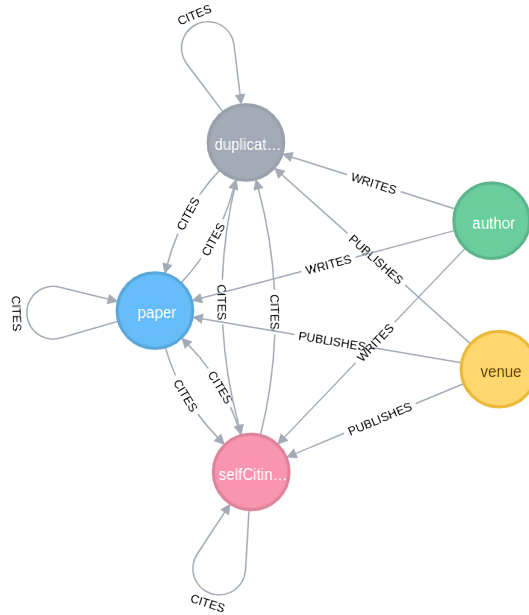 CITES
duplicat…
WRITES
author
CITES
CITES
PUBLISHES
WRITES
paper
CITES
CITES
CITES
PUBLISHES
WRITES
venue
CITES
CITES
PUBLISHES
selfCitin…
CITES